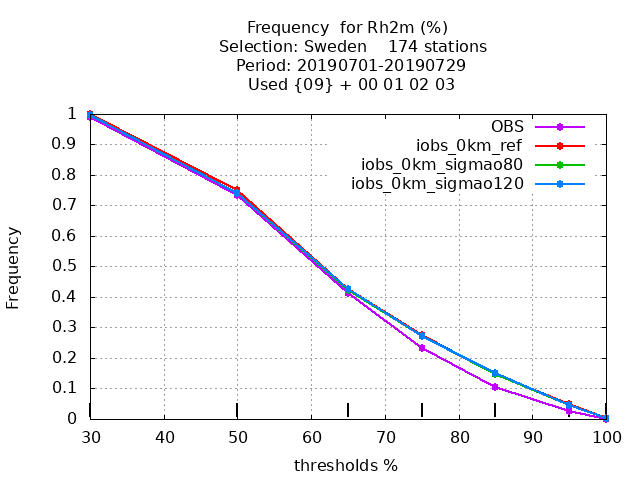 Frequency  for Rh2m (%)
Selection: Sweden    174 stations
Period: 20190701-20190729
Used {09} + 00 01 02 03
OBS
iobs_0km_ref
iobs_0km_sigmao80
iobs_0km_sigmao120
Frequency
1
0.9
0.8
0.7
0.6
0.5
0.4
0.3
0.2
0.1
0
30 40 50 60 70 80 90 100
thresholds %